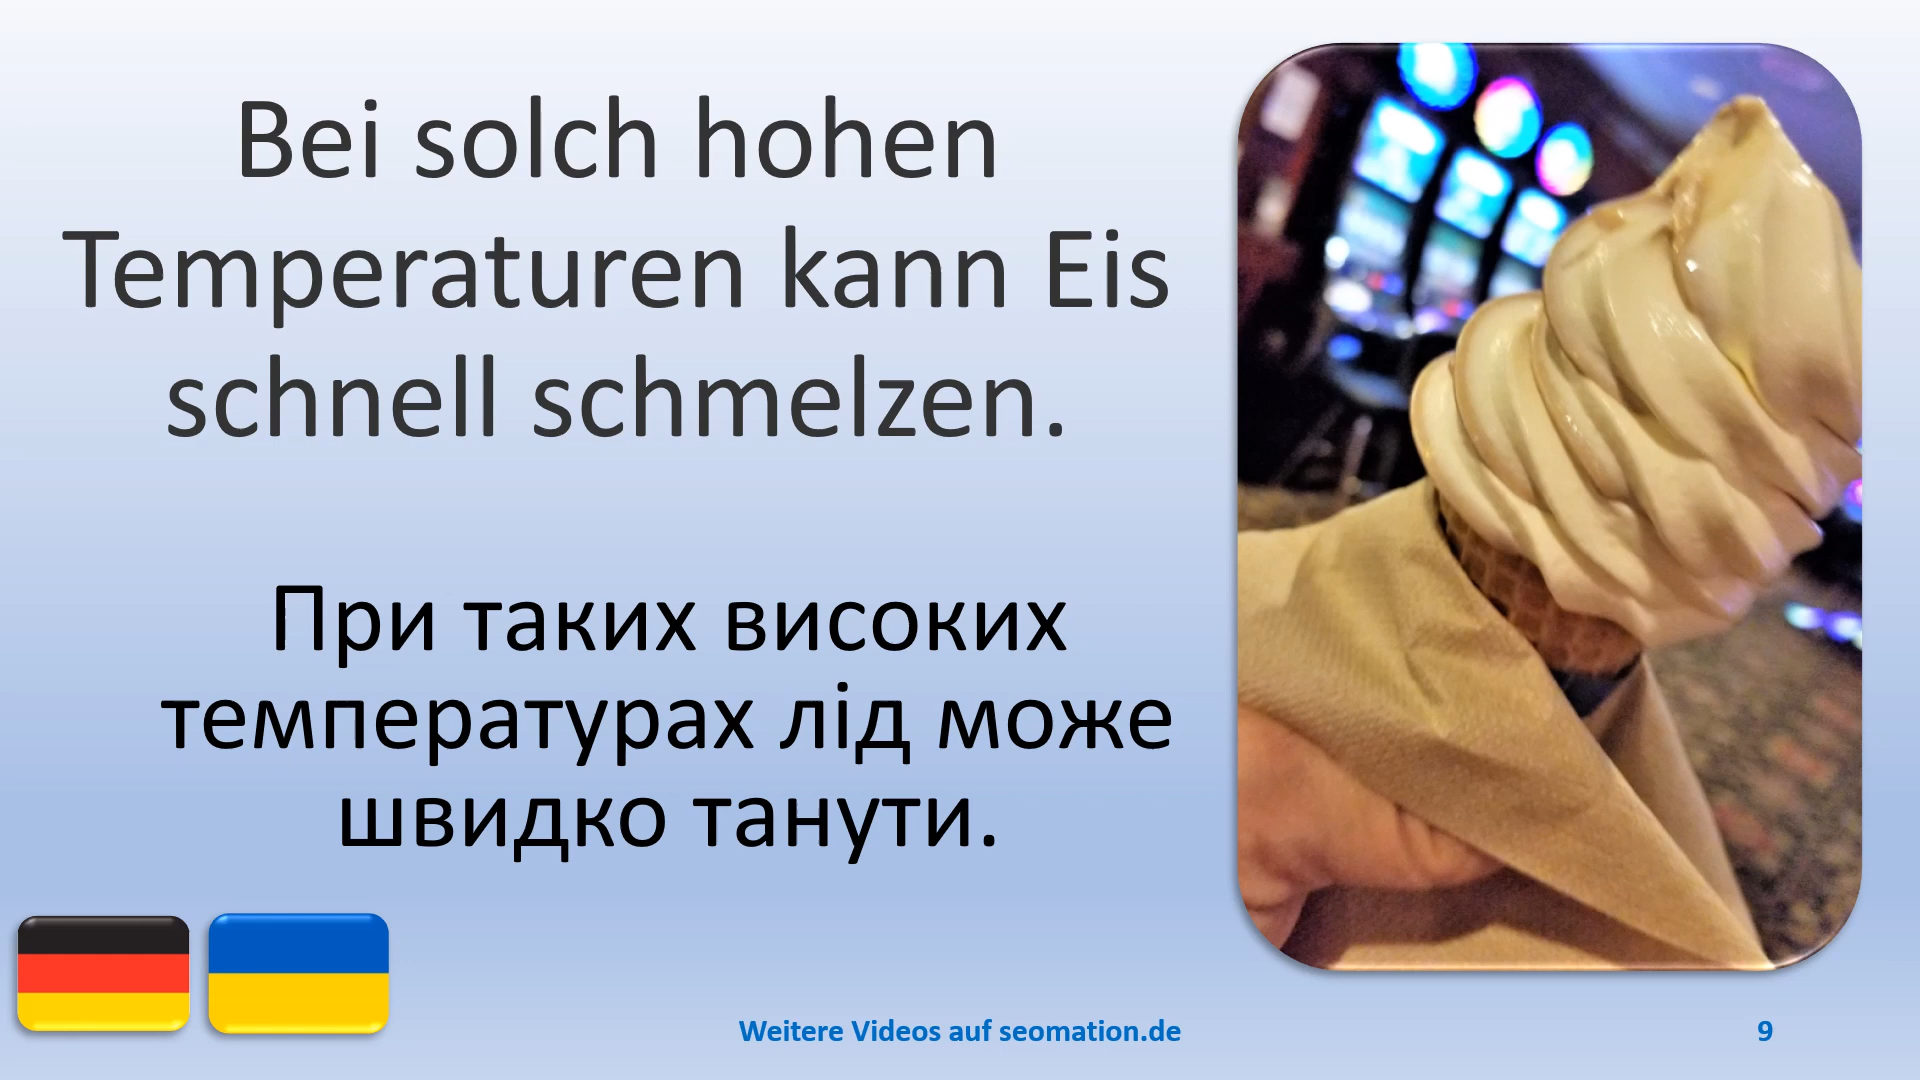 Bei solch hohen
Temperaturen kann Eis
schnell schmelzen.
При таких високих
температурах лід може
швидко танути.
Weitere Videos auf seomation.de
9